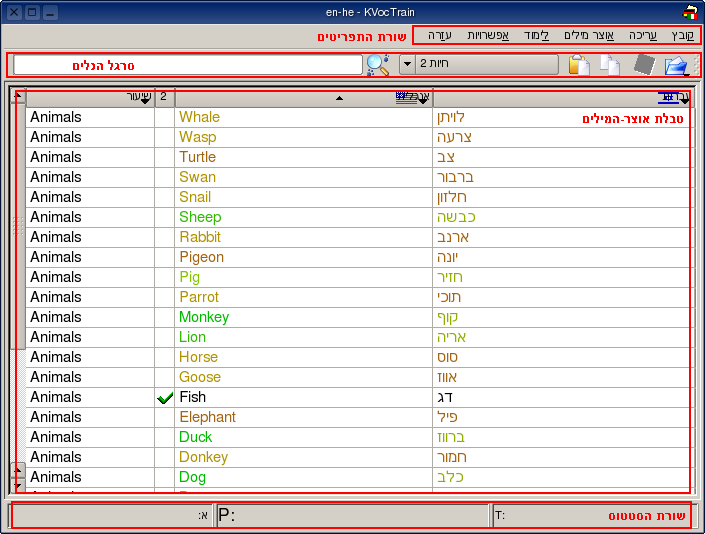 en-he - KVocTrain
קובץ עריכה אוצר מילים לימוד אפשרויות עזרה שורת התפריטים
חיות 2 סרגל הכלים
שיעור 2
טבלת אוצר-המילים
Animals Whale לויתן
Animals Wasp צרעה
Animals Turtle צב
Animals Swan ברבור
Animals Snail חלזון
Animals Sheep כבשה
Animals Rabbit ארנב
Animals Pigeon יונה
Animals Pig חזיר
Animals Parrot תוכי
Animals Monkey קוף
Animals Lion אריה
Animals Horse סוס
Animals Goose אווז
Animals Fish דג
Animals Elephant פיל
Animals Duck ברווז
Animals Donkey חמור
Animals Dog כלב
א: P: T: שורת הסטטוס